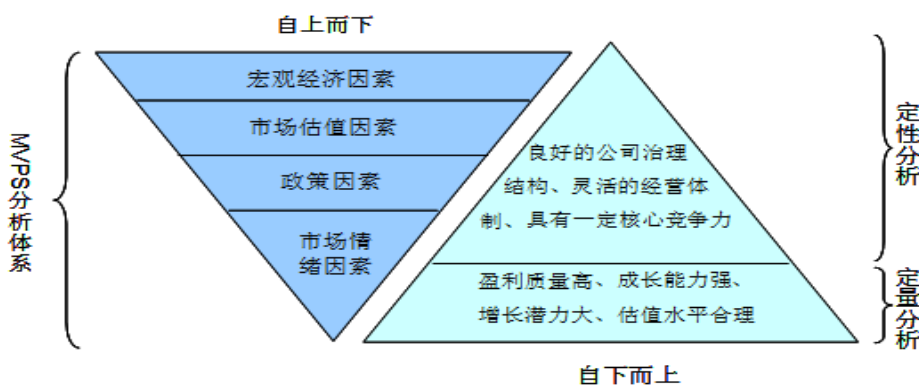 自上而下
MVPS分析体系
宏观经济因素
市场估值因素
政策因素
市场情
绪因素
良好的公司治理
结构、灵活的经营体
制、具有一定核心竞争力
盈利质量高、成长能力强、
增长潜力大、估值水平合理
定性分析
定量分析
自下而上